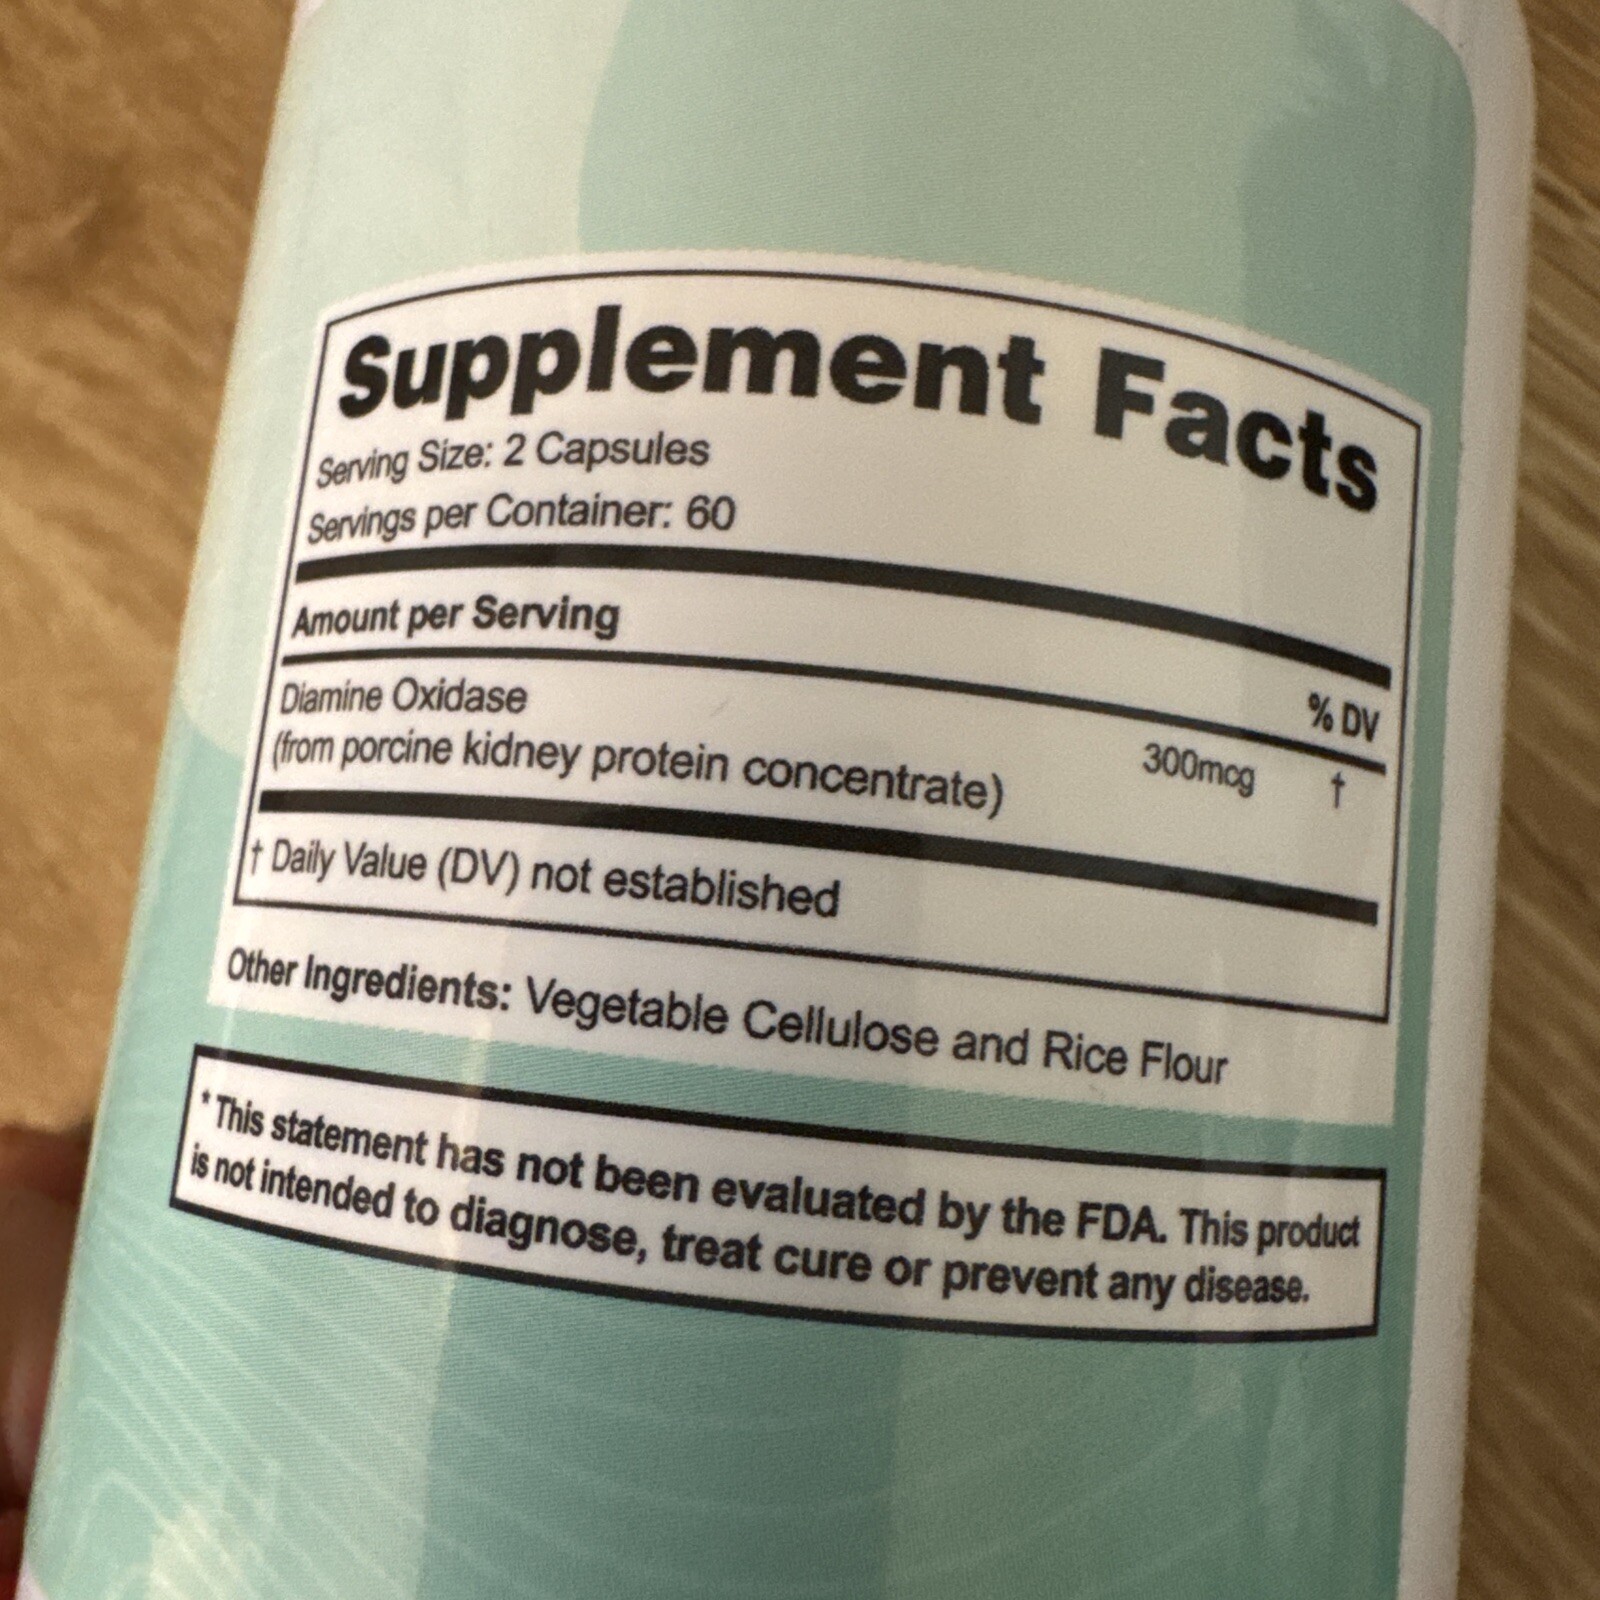 Supplement Facts
Serving Size: 2 Capsules
Servings per Container: 60
Amount per Serving
% DV
Diamine Oxidase
(from porcine kidney protein concentrate) 300mcg †
† Daily Value (DV) not established
Other Ingredients: Vegetable Cellulose and Rice Flour
* This statement has not been evaluated by the FDA. This product
is not intended to diagnose, treat cure or prevent any disease.